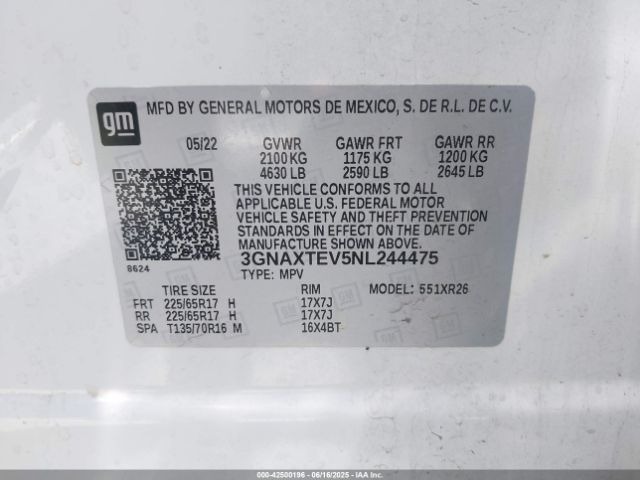 gm
MFD BY GENERAL MOTORS DE MEXICO, S. DE R.L. DE C.V.
05/22 GVWR GAWR FRT GAWR RR
2100 KG 1175 KG 1200 KG
4630 LB 2590 LB 2645 LB
THIS VEHICLE CONFORMS TO ALL
APPLICABLE U.S. FEDERAL MOTOR
VEHICLE SAFETY AND THEFT PREVENTION
STANDARDS IN EFFECT ON THE DATE OF
MANUFACTURE SHOWN ABOVE.
8624
3GNAXTEV5NL244475
TYPE: MPV
TIRE SIZE RIM MODEL: 551XR26
FRT 225/65R17 H 17X7J
RR 225/65R17 H 17X7J
SPA T135/70R16 M 16X4BT
000-42500196 - 06/16/2025 - IAAI.COM